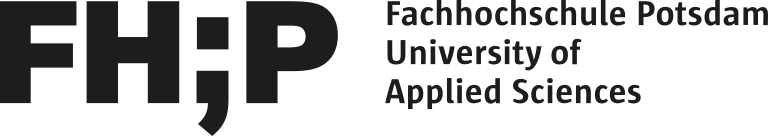 FH;P
Fachhochschule Potsdam
University of
Applied Sciences